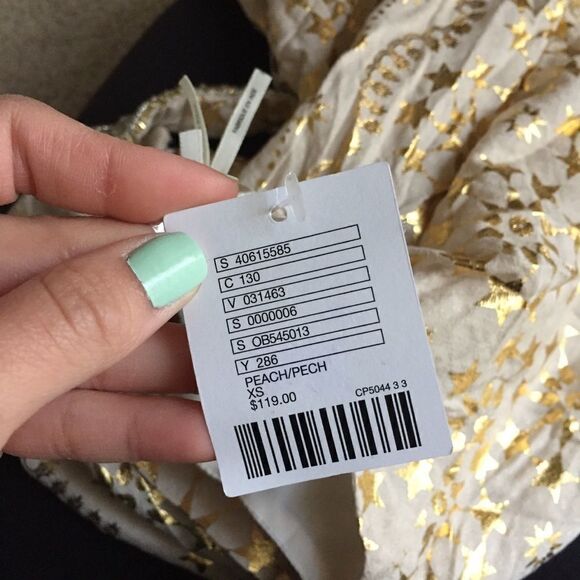 S 40615585
C 130
V 031463
S 0000006
S OB545013
Y 286
PEACH/PECH
XS
$119.00
CP5044 3 3